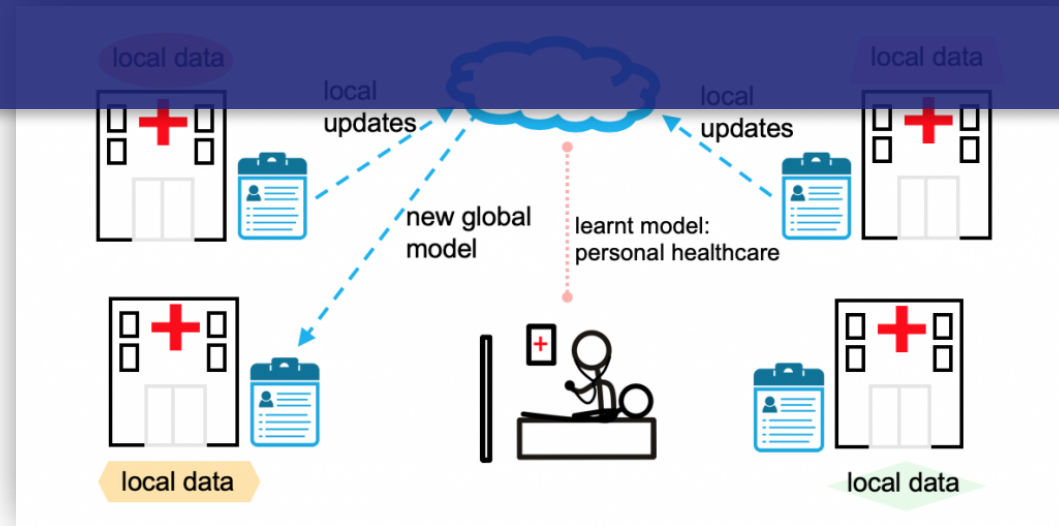 local data
local data
local
updates
local
updates
new global
model
learnt model:
personal healthcare
local data
local data